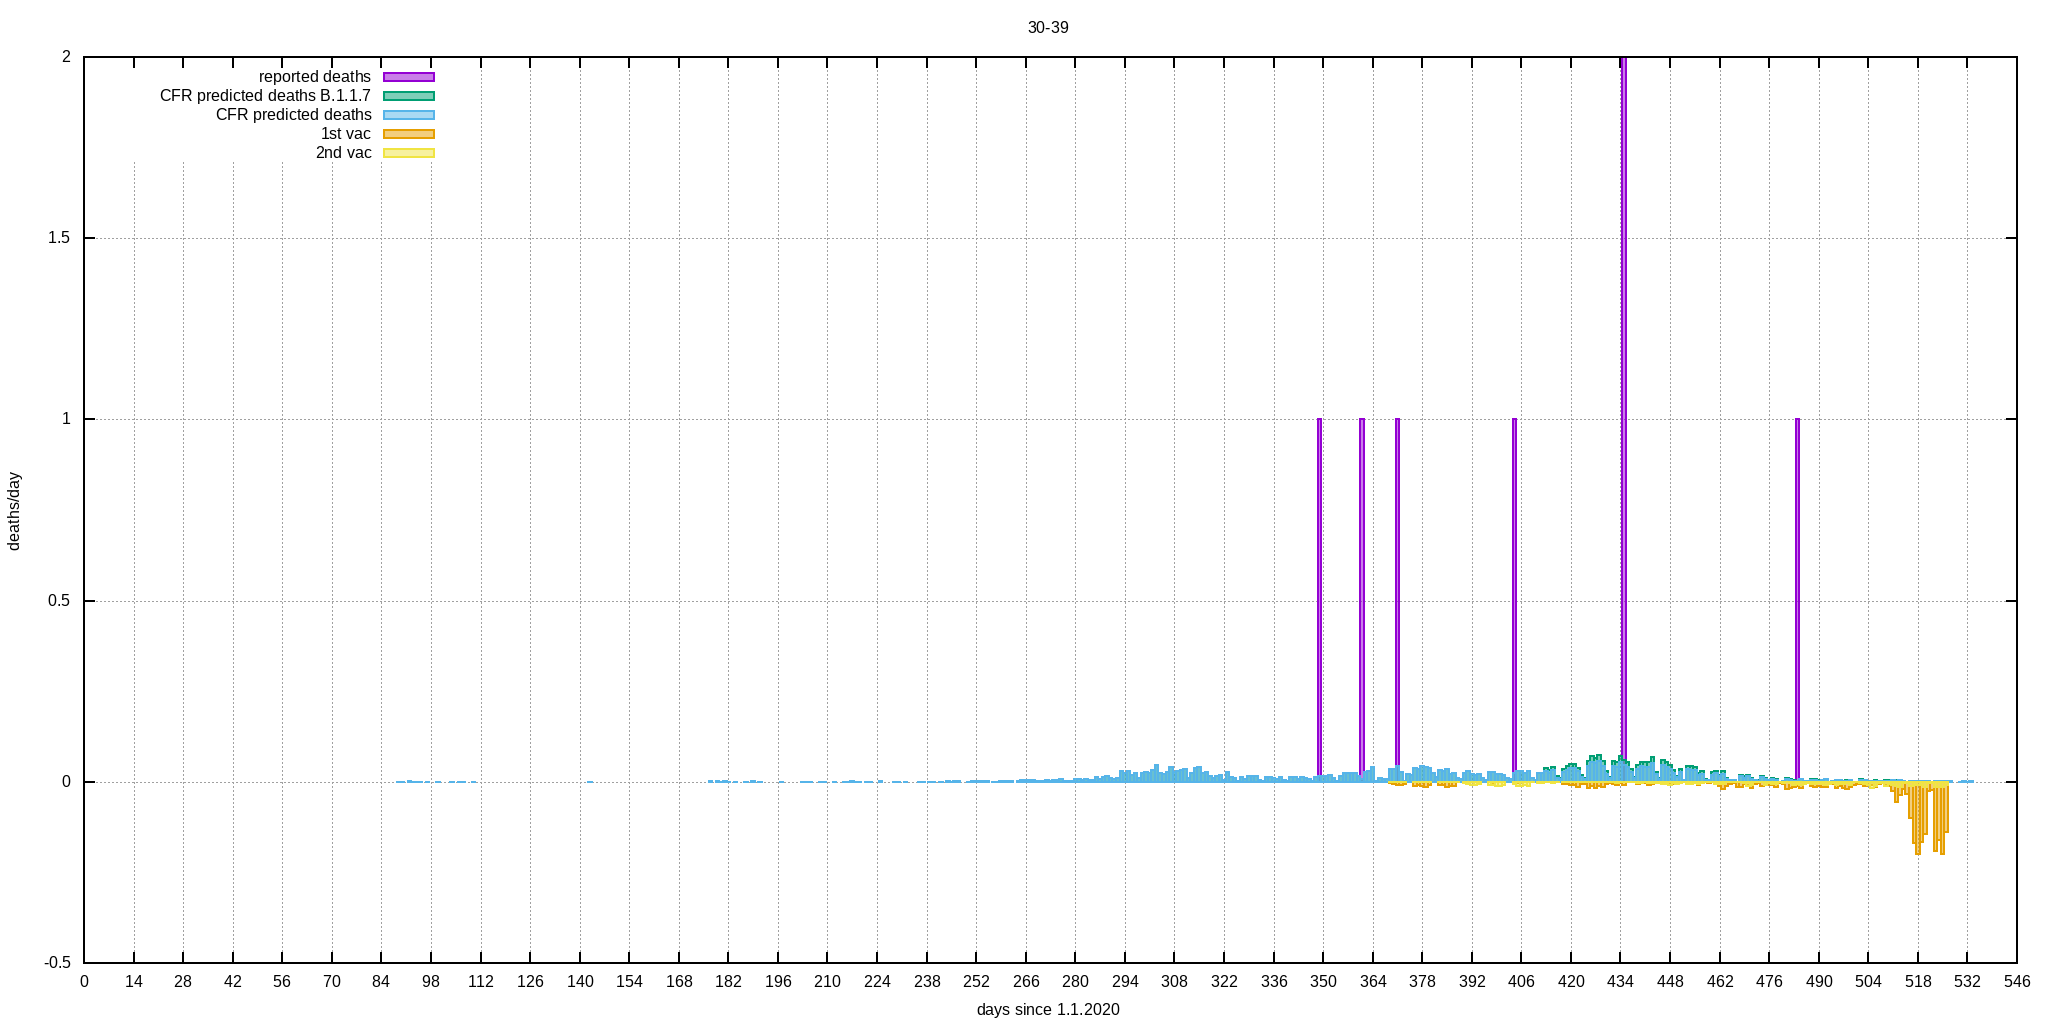 30-39
reported deaths
CFR predicted deaths B.1.1.7
CFR predicted deaths
1st vac
2nd vac
2
1.5
1
0.5
0
-0.5
deaths/day
0 14 28 42 56 70 84 98 112 126 140 154 168 182 196 210 224 238 252 266 280 294 308 322 336 350 364 378 392 406 420 434 448 462 476 490 504 518 532 546
days since 1.1.2020